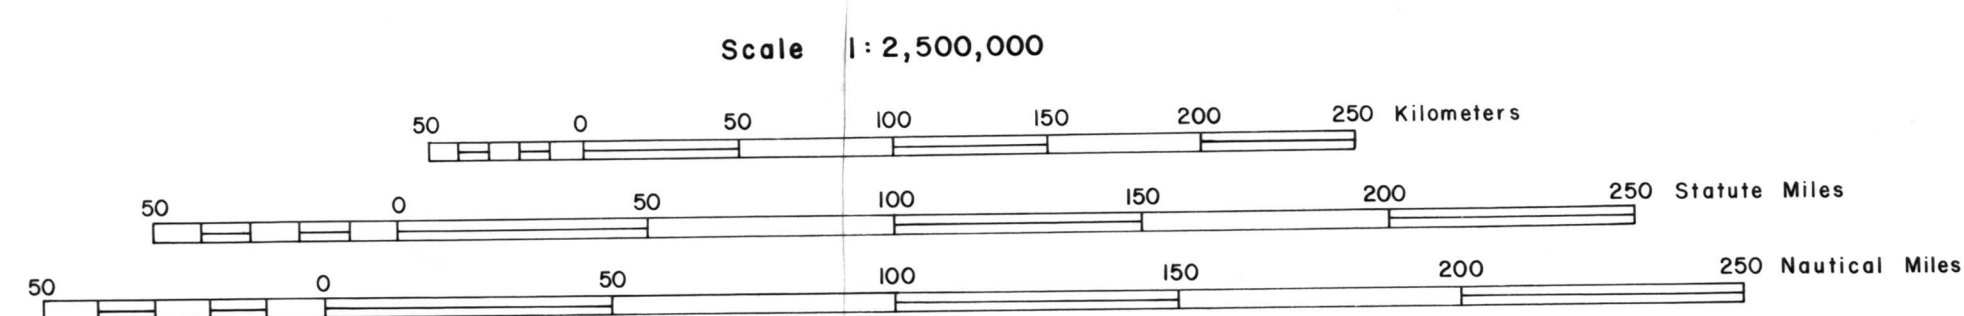 Scale 1:2,500,000
50 0 50 100 150 200 250 Kilometers
50 0 50 100 150 200 250 Statute Miles
50 0 50 100 150 200 250 Nautical Miles